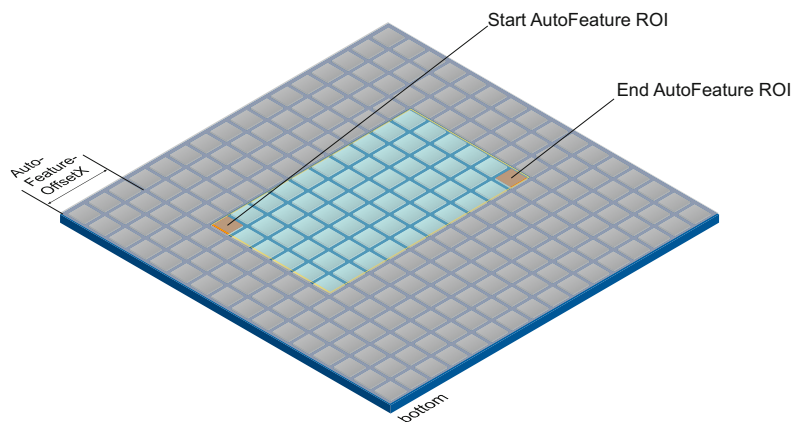 Start AutoFeature ROI
End AutoFeature ROI
Auto-
Feature-
OffsetX
bottom